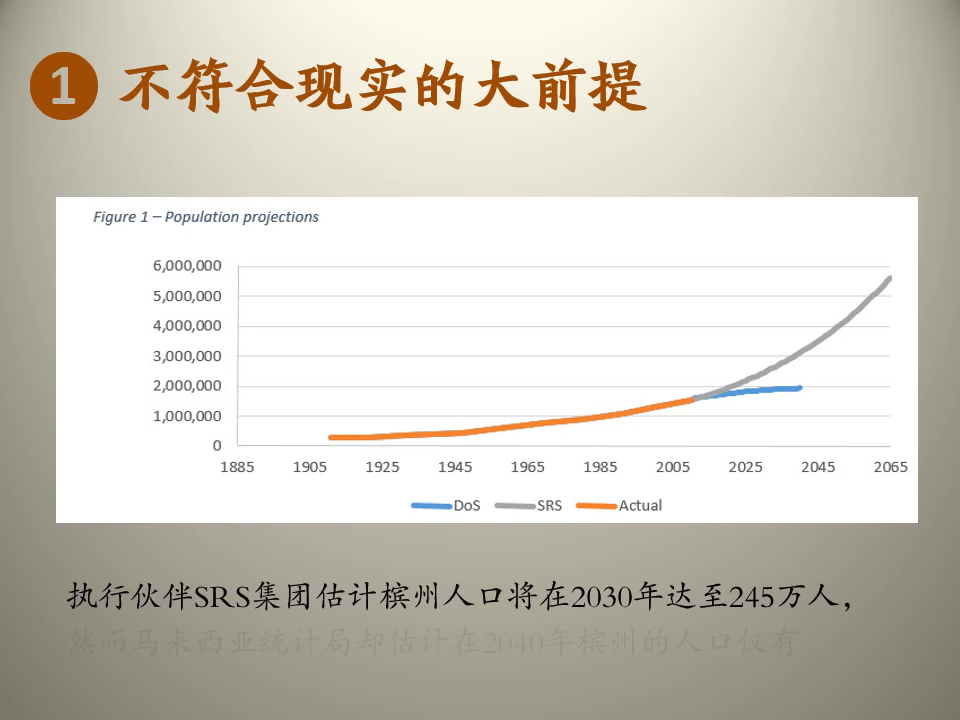 1 不符合现实的大前提
Figure 1 – Population projections
6,000,000
5,000,000
4,000,000
3,000,000
2,000,000
1,000,000
0
1885 1905 1925 1945 1965 1985 2005 2025 2045 2065
DoS SRS Actual
执行伙伴SRS集团估计槟州人口将在2030年达至245万人，
然而马来西亚统计局却估计在2040年槟州的人口仅有